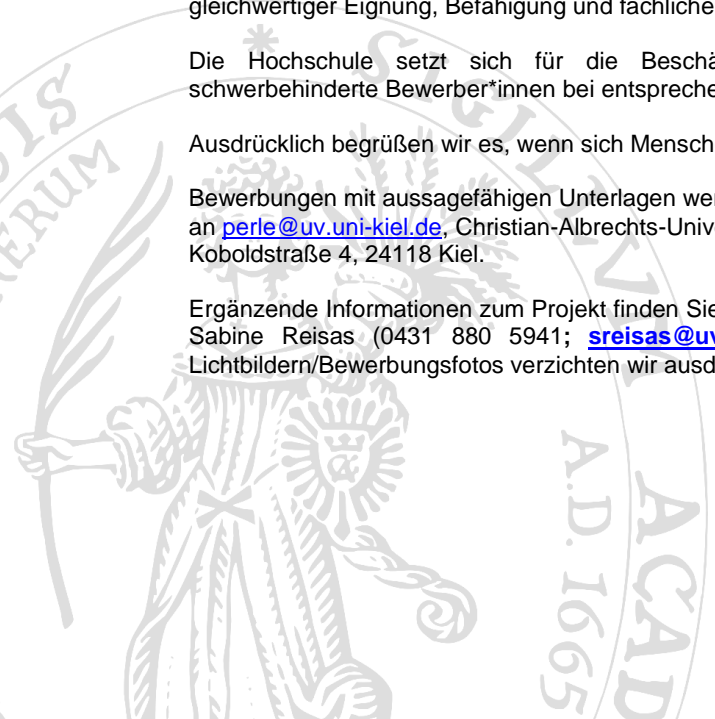 gleichwertiger Eignung, Befähigung und fachliche
Die Hochschule setzt sich für die Beschä
schwerbehinderte Bewerber*innen bei entspreche
Ausdrücklich begrüßen wir es, wenn sich Mensch
Bewerbungen mit aussagefähigen Unterlagen wer
an perle@uv.uni-kiel.de, Christian-Albrechts-Unive
Koboldstraße 4, 24118 Kiel.
Ergänzende Informationen zum Projekt finden Sie
Sabine Reisas (0431 880 5941; sreisas@uv
Lichtbildern/Bewerbungsfotos verzichten wir ausd
SIGILLVM
ACAD
A.D. 1665